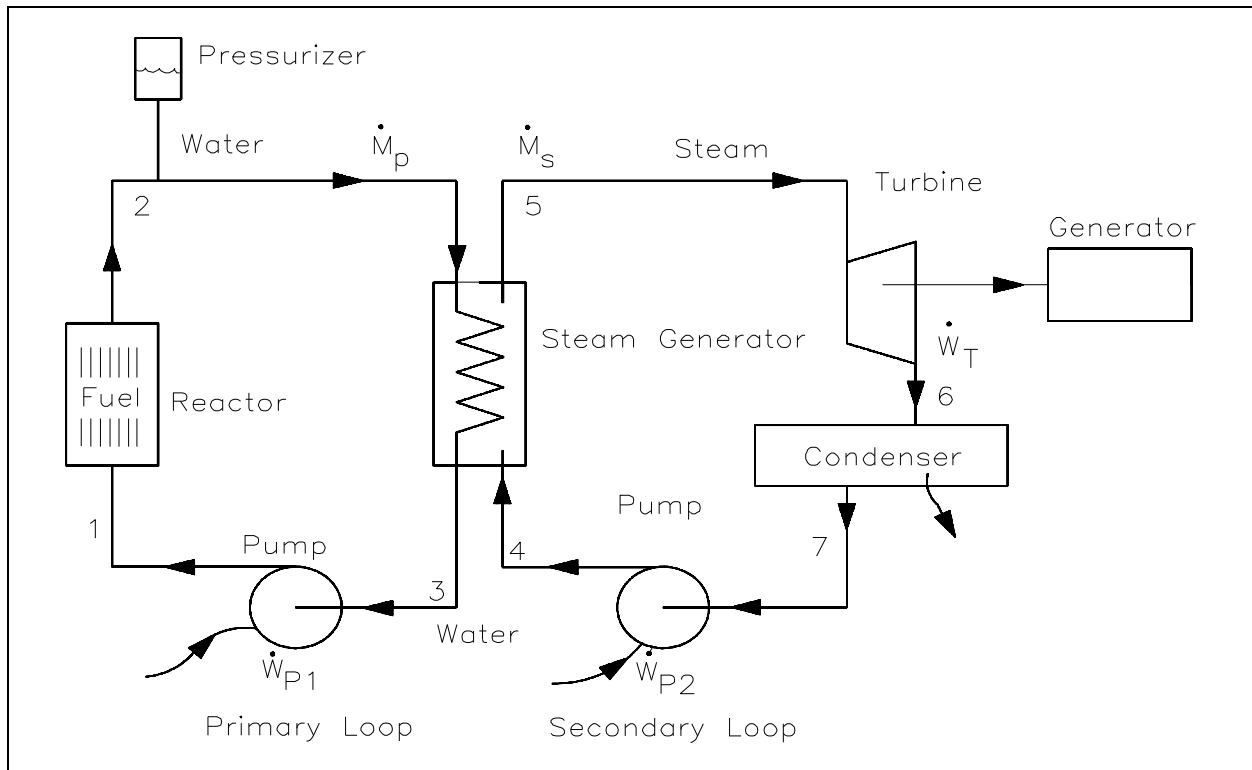 Pressurizer
Water
Ṁp
Ṁs
Steam
2
5
Turbine
Generator
Steam Generator
ẆT
Fuel
Reactor
6
Condenser
Pump
1
Pump
4
7
3
Water
ẆP1
ẆP2
Primary Loop
Secondary Loop